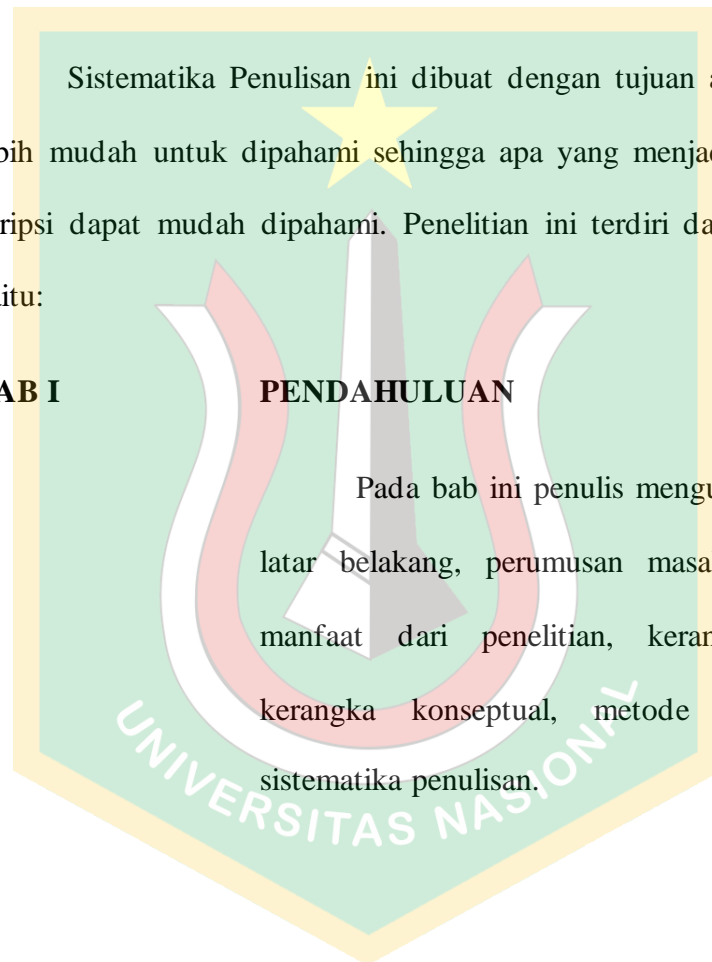 Sistematika Penulisan ini dibuat dengan tujuan a
bih mudah untuk dipahami sehingga apa yang menja
ripsi dapat mudah dipahami. Penelitian ini terdiri da
itu:
AB I PENDAHULUAN
Pada bab ini penulis mengu
latar belakang, perumusan masa
manfaat dari penelitian, keran
kerangka konseptual, metode
sistematika penulisan.
UNIVERSITAS NASIONAL